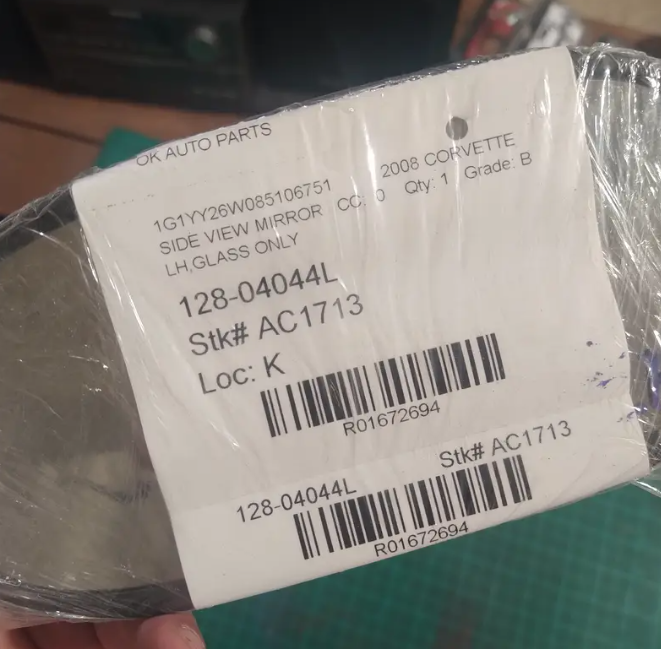 OK AUTO PARTS
2008 CORVETTE
1G1YY26W085106751
SIDE VIEW MIRROR CC: 0 Qty: 1 Grade: B
LH,GLASS ONLY
128-04044L
Stk# AC1713
Loc: K
R01672694
128-04044L Stk# AC1713
R01672694